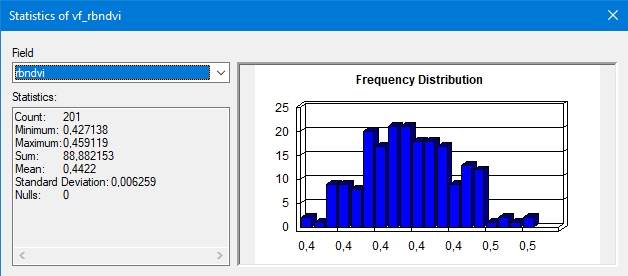 Statistics of vf_rbndvi
Field
rbndvi
Statistics:
Count: 201
Minimum: 0,427138
Maximum: 0,459119
Sum: 88,882153
Mean: 0,4422
Standard Deviation: 0,006259
Nulls: 0
Frequency Distribution
25
20
15
10
5
0
0,4 0,4 0,4 0,4 0,4 0,5 0,5